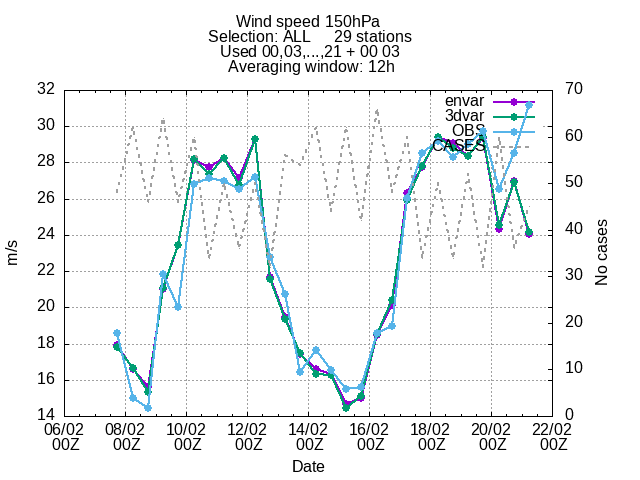 Wind speed 150hPa
Selection: ALL 29 stations
Used 00,03,...,21 + 00 03
Averaging window: 12h
32
30
28
26
24
22
20
18
16
14
m/s
70
60
50
40
30
20
10
0
No cases
envar
3dvar
OBS
CASES
06/02 08/02 10/02 12/02 14/02 16/02 18/02 20/02 22/02
00Z 00Z 00Z 00Z 00Z 00Z 00Z 00Z 00Z
Date